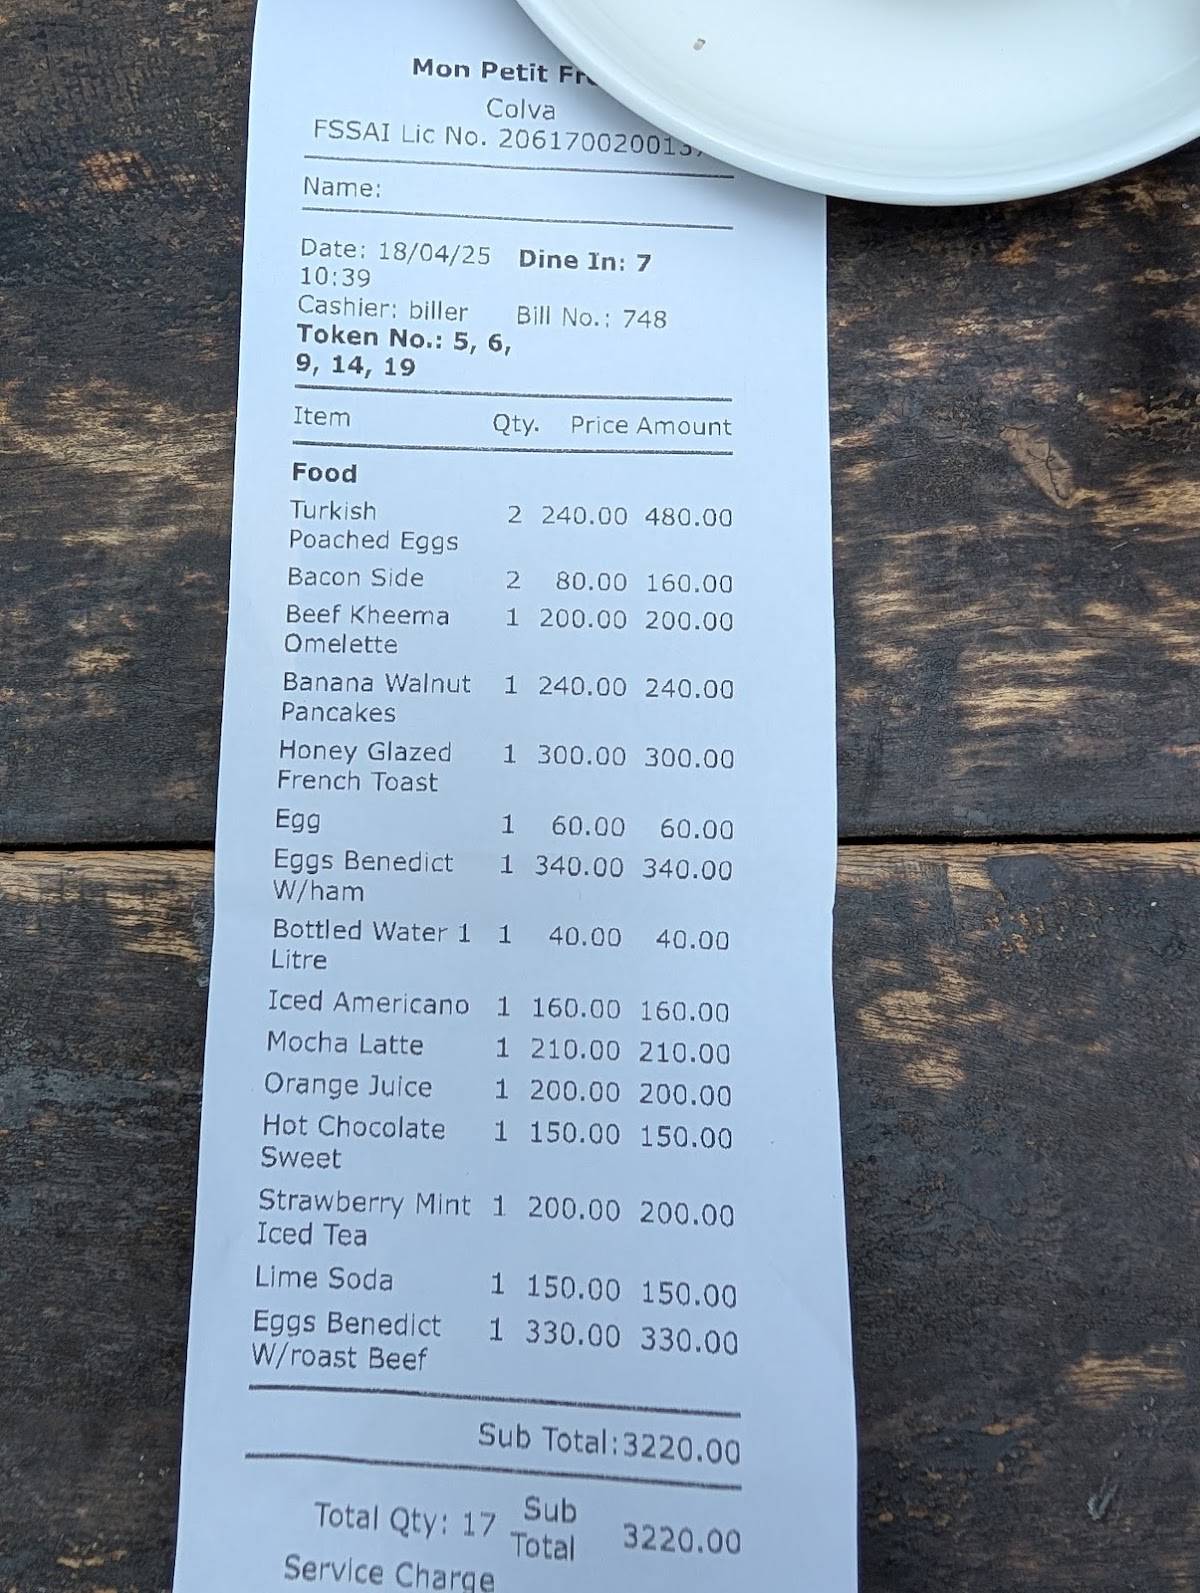 Mon Petit
Colva
FSSAI Lic No.
Name:
Date: 18/04/25 Dine In: 7
10:39
Cashier: biller Bill No.: 748
Token No.: 5, 6,
9, 14, 19
Item Qty. Price Amount
Food
Turkish 2 240.00 480.00
Poached Eggs
Bacon Side 2 80.00 160.00
Beef Kheema 1 200.00 200.00
Omelette
Banana Walnut 1 240.00 240.00
Pancakes
Honey Glazed 1 300.00 300.00
French Toast
Egg 1 60.00 60.00
Eggs Benedict 1 340.00 340.00
W/ham
Bottled Water 1 1 40.00 40.00
Litre
Iced Americano 1 160.00 160.00
Mocha Latte 1 210.00 210.00
Orange Juice 1 200.00 200.00
Hot Chocolate 1 150.00 150.00
Sweet
Strawberry Mint 1 200.00 200.00
Iced Tea
Lime Soda 1 150.00 150.00
Eggs Benedict 1 330.00 330.00
W/roast Beef
Sub Total:3220.00
Total Qty: 17 Sub Total 3220.00
Service Charge